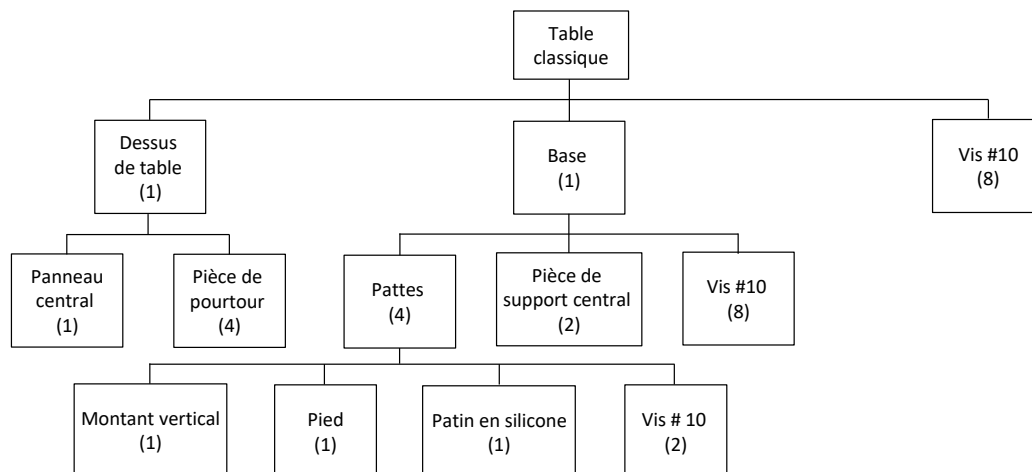 Table
classique
Dessus
de table
(1)
Base
(1)
Vis #10
(8)
Panneau
central
(1)
Pièce de
pourtour
(4)
Pattes
(4)
Pièce de
support central
(2)
Vis #10
(8)
Montant vertical
(1)
Pied
(1)
Patin en silicone
(1)
Vis # 10
(2)